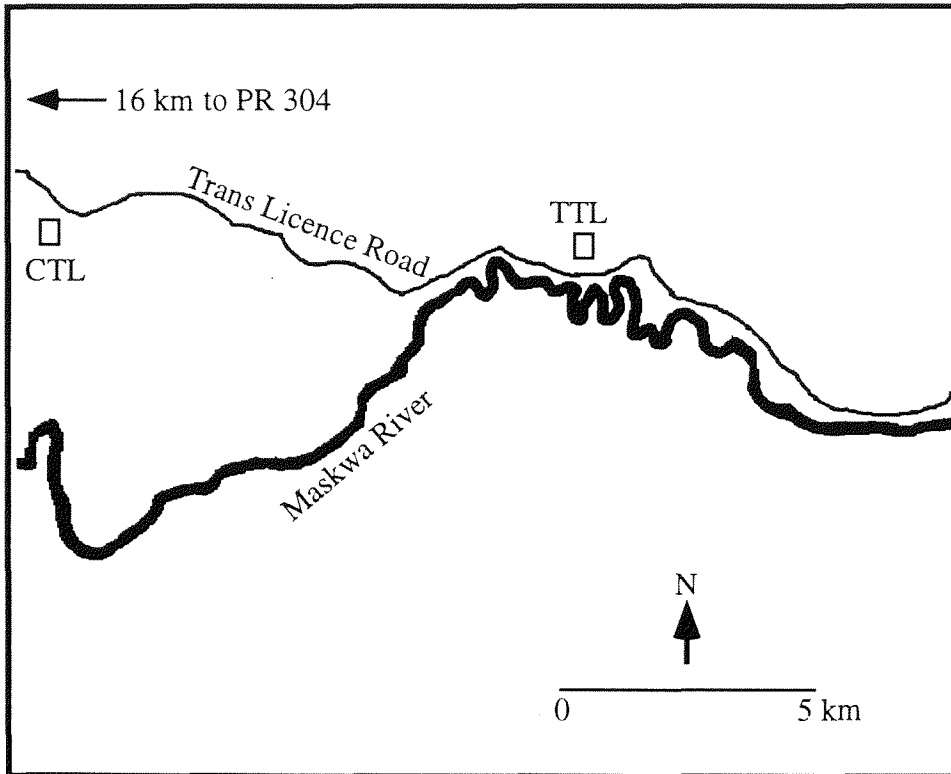 16 km to PR 304
Trans Licence Road
TTL
CTL
Maskwa River
N
0 5 km